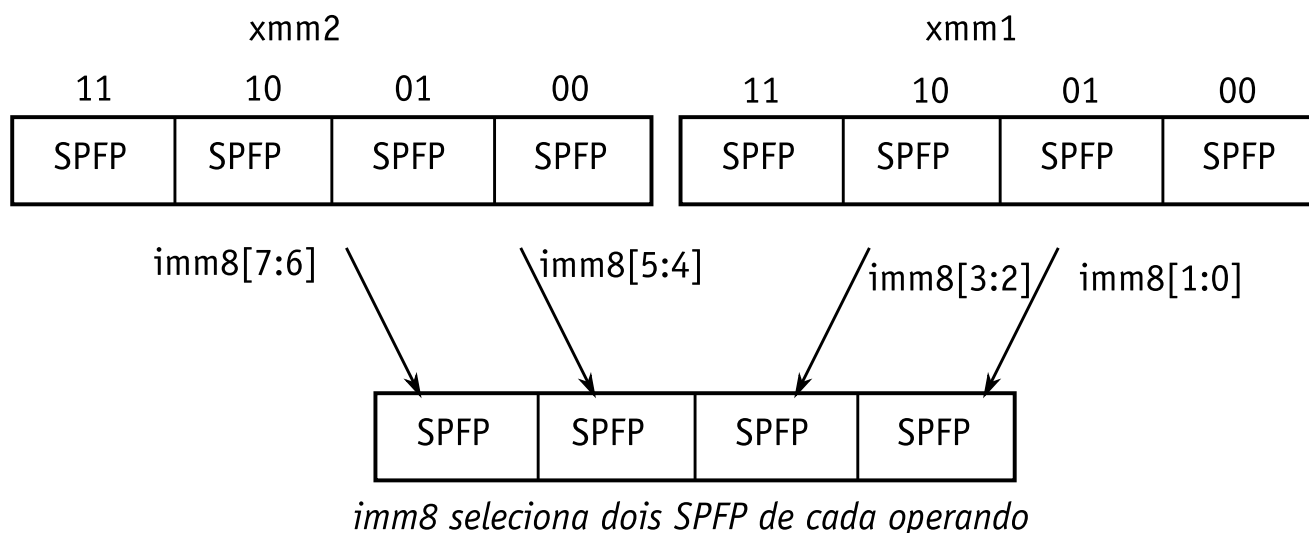 xmm2 xmm1
11 10 01 00 11 10 01 00
SPFP SPFP SPFP SPFP SPFP SPFP SPFP SPFP
imm8[7:6] imm8[5:4] imm8[3:2] imm8[1:0]
SPFP SPFP SPFP SPFP
imm8 seleciona dois SPFP de cada operando